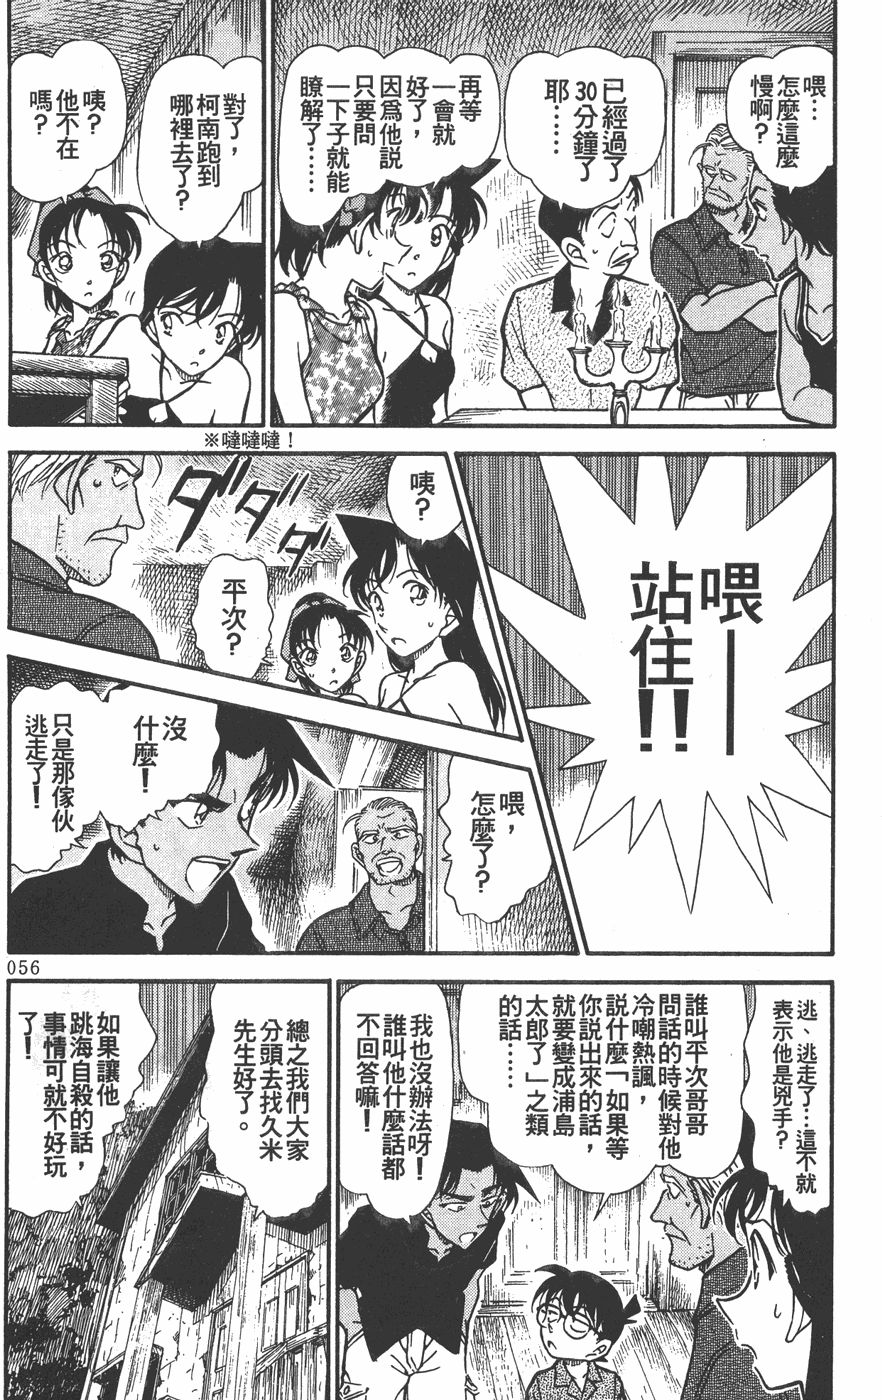 喂…
怎麼這麼
慢啊？
已經過了
30分鐘了
耶……
再等
一會就
好了，
因爲他說
只要問
一下子就能
瞭解了……
對了，
柯南跑到
哪裡去了？
咦？
他不在
嗎？
※噠噠噠！
喂——
站住!!
咦？
ダダダ
平次？
喂，
怎麼了？
沒
什麼！
只是那傢伙
逃走了！
056
逃、逃走了…這不就
表示他是兇手？
誰叫平次哥哥
問話的時候對他
冷嘲熱諷，
說什麼「如果等
你說出來的話，
就要變成浦島
太郎了」之類
的話……
我也沒辦法呀！
誰叫他什麼話都
不回答嘛！
總之我們大家
分頭去找久米
先生好了。
如果讓他
跳海自殺的話，
事情可就不好玩
了！